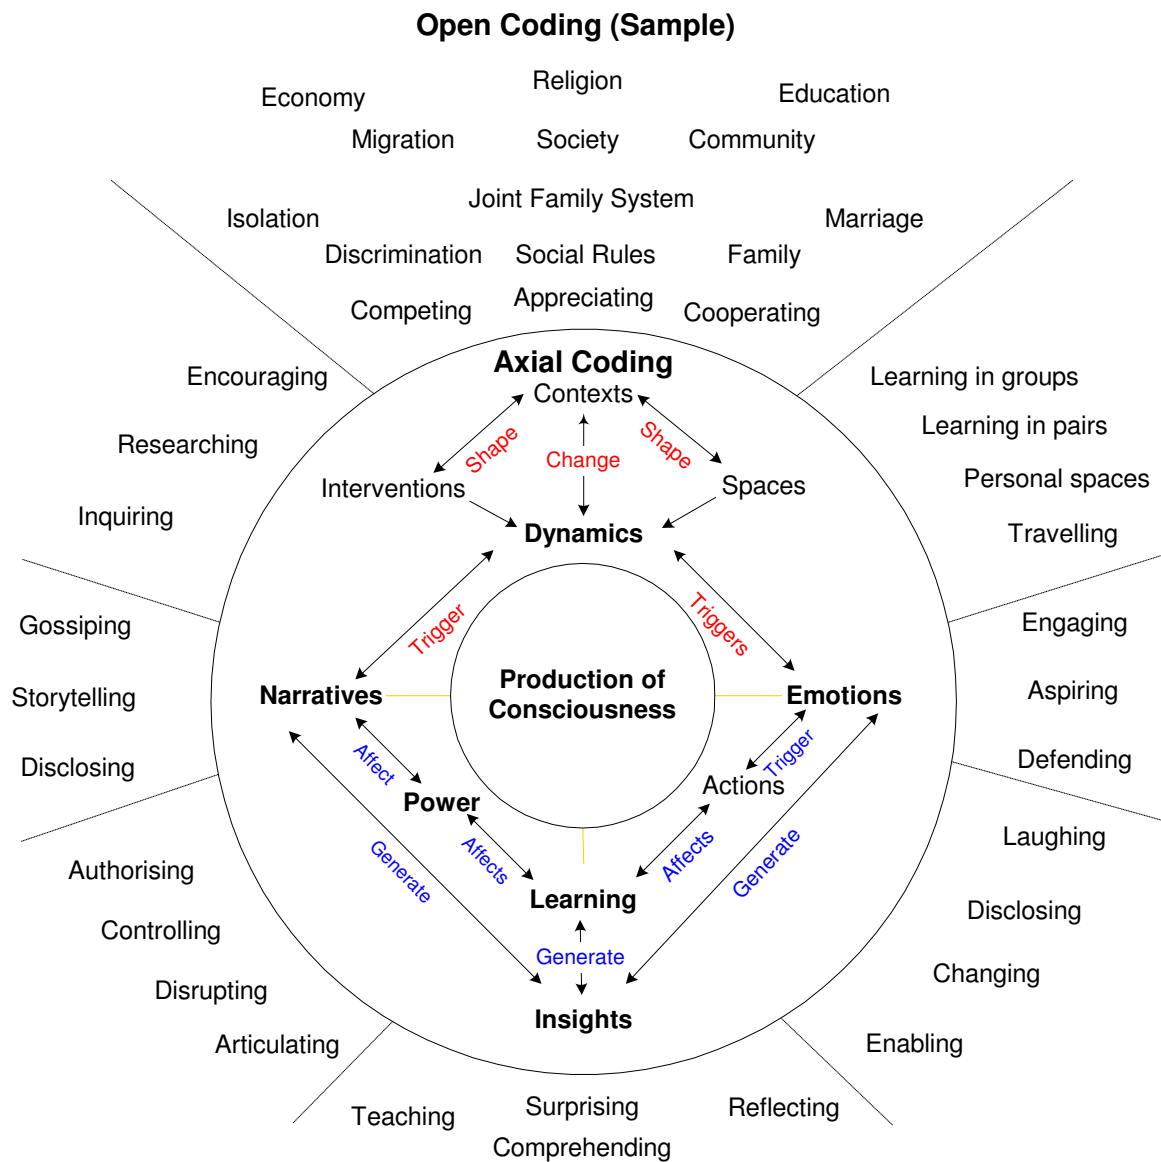 Open Coding (Sample)
Economy
Religion
Education
Migration
Society
Community
Joint Family System
Isolation
Marriage
Discrimination
Social Rules
Family
Competing
Appreciating
Cooperating
Axial Coding
Contexts
Encouraging
Learning in groups
Researching
Learning in pairs
Shape
Change
Shape
Personal spaces
Interventions
Spaces
Inquiring
Travelling
Dynamics
Gossiping
Trigger
Triggers
Engaging
Storytelling
Narratives
Production of
Consciousness
Emotions
Aspiring
Disclosing
Affect
Trigger
Defending
Power
Actions
Laughing
Authorising
Generate
Affects
Affects
Generate
Learning
Disclosing
Controlling
Generate
Changing
Disrupting
Insights
Articulating
Enabling
Teaching
Surprising
Reflecting
Comprehending